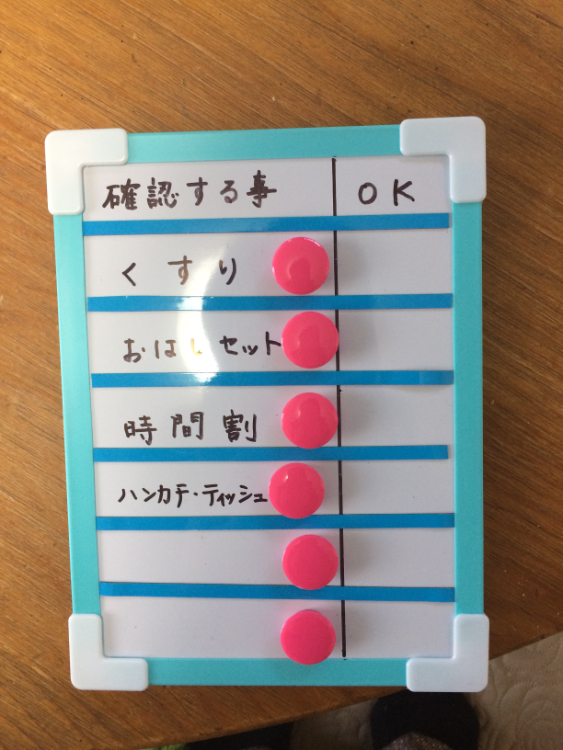 確認する事 OK
くすり
おはしセット
時間割
ハンカチ・ティッシュ